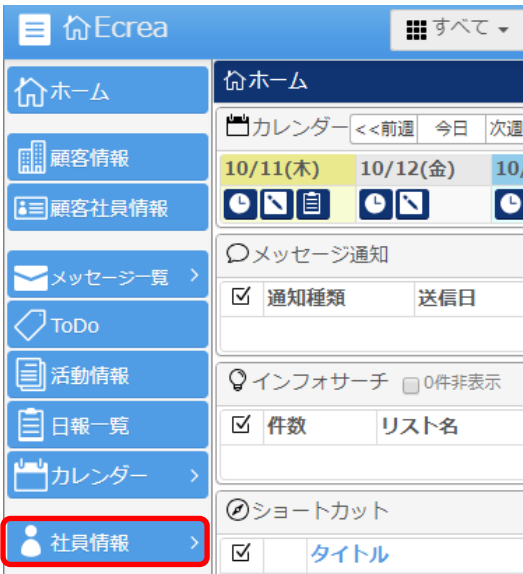 Ecrea
すべて
ホーム
顧客情報
顧客社員情報
メッセージ一覧
ToDo
活動情報
日報一覧
カレンダー
社員情報
ホーム
カレンダー <<前週 今日 次週
10/11(木) 10/12(金) 10/
メッセージ通知
通知種類 送信日
インフォサーチ 0件非表示
件数 リスト名
ショートカット
タイトル